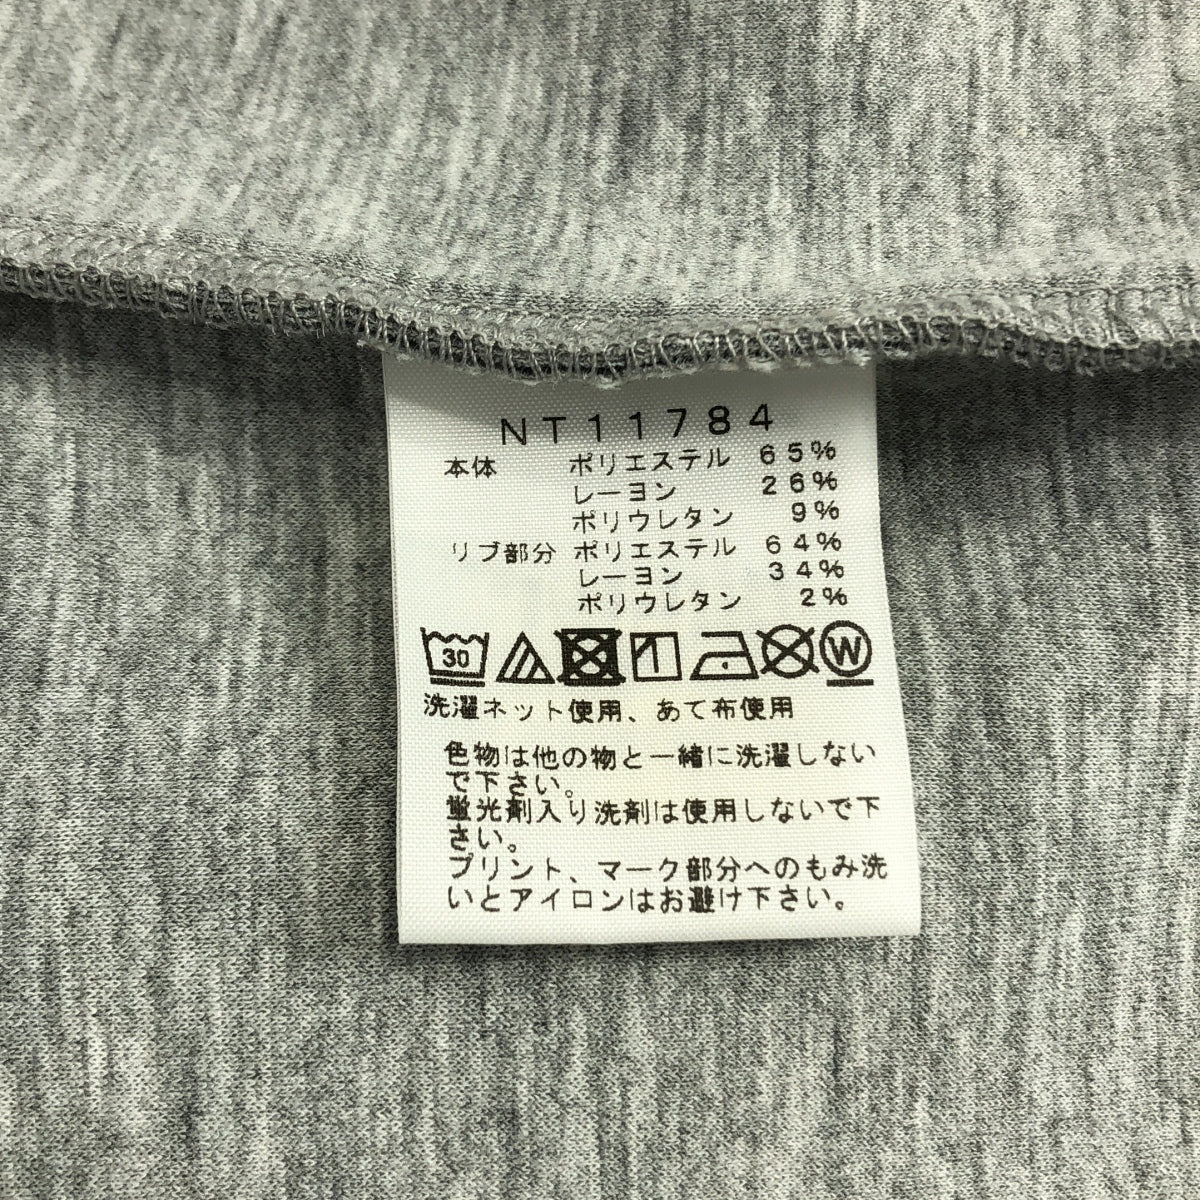 NT11784
本体 ポリエステル 65%
レーヨン 26%
ポリウレタン 9%
リブ部分 ポリエステル 64%
レーヨン 34%
ポリウレタン 2%
30 W
洗濯ネット使用、あて布使用
色物は他の物と一緒に洗濯しない
で下さい。
蛍光剤入り洗剤は使用しないで下
さい。
プリント、マーク部分へのもみ洗
いとアイロンはお避け下さい。